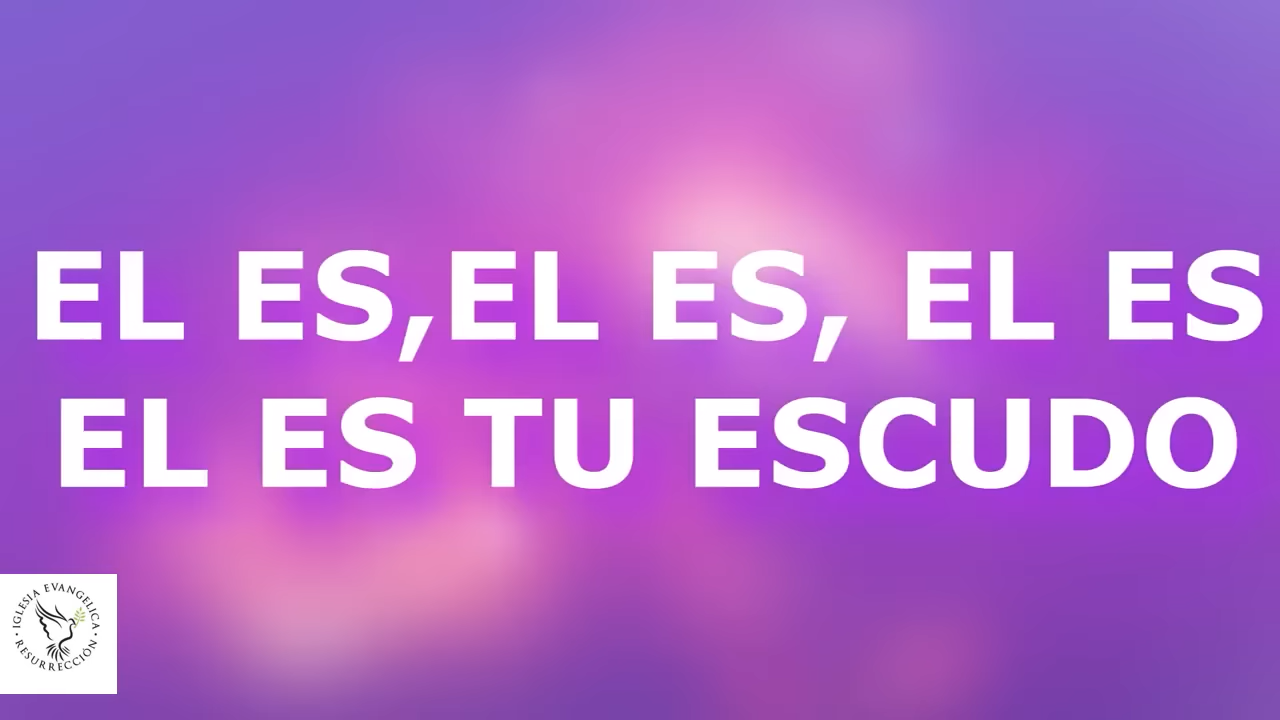 EL ES,EL ES, EL ES
EL ES TU ESCUDO
IGLESIA EVANGELICA
RESURRECCIÓN